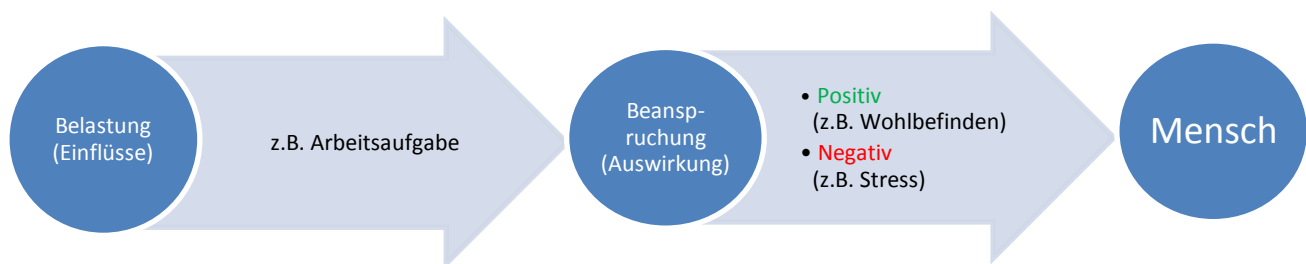 Belastung
(Einflüsse)
z.B. Arbeitsaufgabe
Beansp-
ruchung
(Auswirkung)
• Positiv
(z.B. Wohlbefinden)
• Negativ
(z.B. Stress)
Mensch